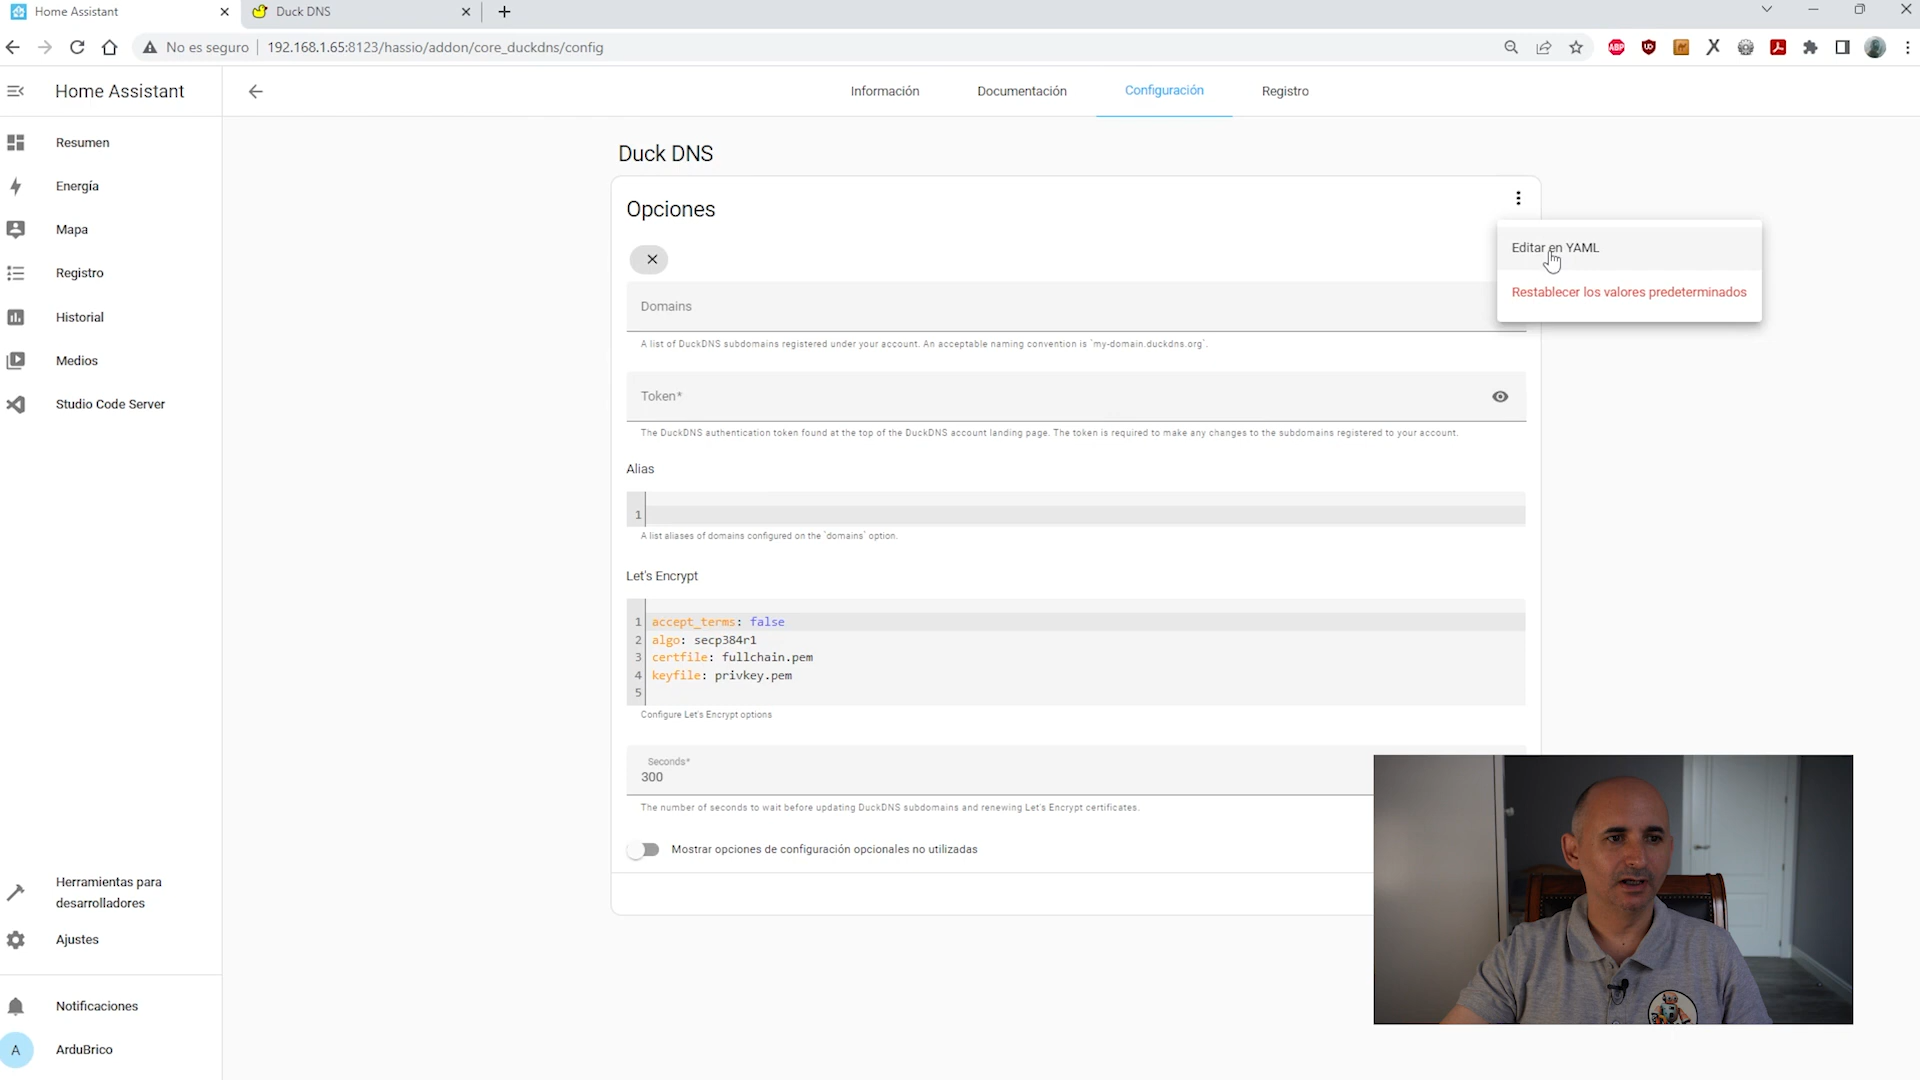 Home Assistant
Duck DNS
No es seguro
192.168.1.65:8123/hassio/addon/core_duckdns/config
ABP
Home Assistant
Información
Documentación
Configuración
Registro
Resumen
Energía
Mapa
Registro
Historial
Medios
Studio Code Server
Herramientas para
desarrolladores
Ajustes
Notificaciones
A
ArduBrico
Duck DNS
Opciones
Editar en YAML
Restablecer los valores predeterminados
Domains
A list of DuckDNS subdomains registered under your account. An acceptable naming convention is `my-domain.duckdns.org`.
Token*
The DuckDNS authentication token found at the top of the DuckDNS account landing page. The token is required to make any changes to the subdomains registered to your account.
Alias
1
A list aliases of domains configured on the `domains` option.
Let's Encrypt
1 accept_terms: false
2 algo: secp384r1
3 certfile: fullchain.pem
4 keyfile: privkey.pem
5
Configure Let's Encrypt options
Seconds*
300
The number of seconds to wait before updating DuckDNS subdomains and renewing Let's Encrypt certificates.
Mostrar opciones de configuración opcionales no utilizadas